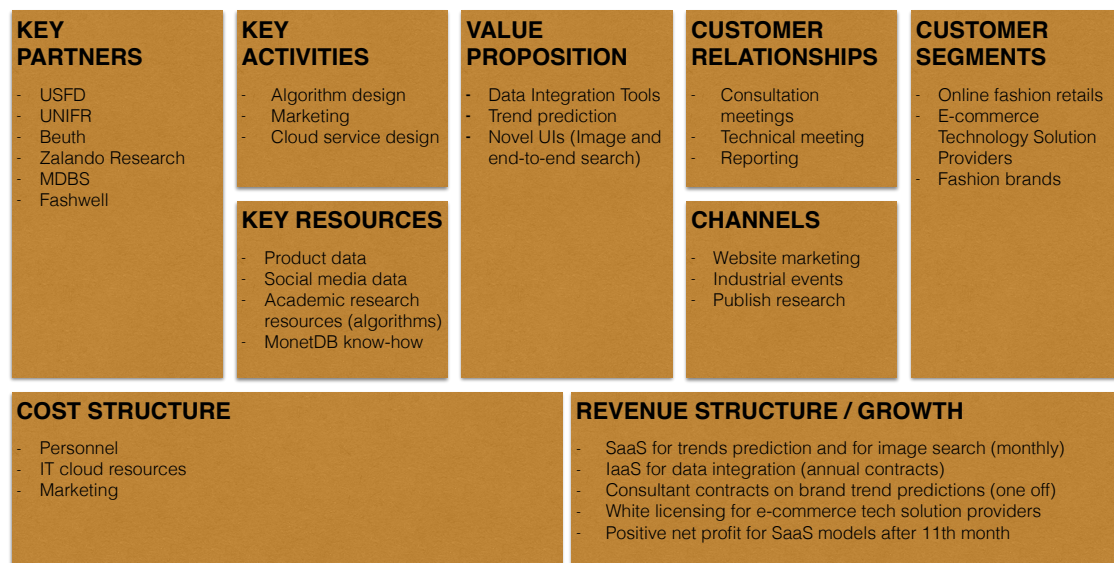 KEY
PARTNERS
- USFD
- UNIFR
- Beuth
- Zalando Research
- MDBS
- Fashwell
KEY
ACTIVITIES
- Algorithm design
- Marketing
- Cloud service design
KEY RESOURCES
- Product data
- Social media data
- Academic research
resources (algorithms)
- MonetDB know-how
VALUE
PROPOSITION
- Data Integration Tools
- Trend prediction
- Novel UIs (Image and
end-to-end search)
CUSTOMER
RELATIONSHIPS
- Consultation
meetings
- Technical meeting
- Reporting
CHANNELS
- Website marketing
- Industrial events
- Publish research
CUSTOMER
SEGMENTS
- Online fashion retails
- E-commerce
Technology Solution
Providers
- Fashion brands
COST STRUCTURE
- Personnel
- IT cloud resources
- Marketing
REVENUE STRUCTURE / GROWTH
- SaaS for trends prediction and for image search (monthly)
- IaaS for data integration (annual contracts)
- Consultant contracts on brand trend predictions (one off)
- White licensing for e-commerce tech solution providers
- Positive net profit for SaaS models after 11th month